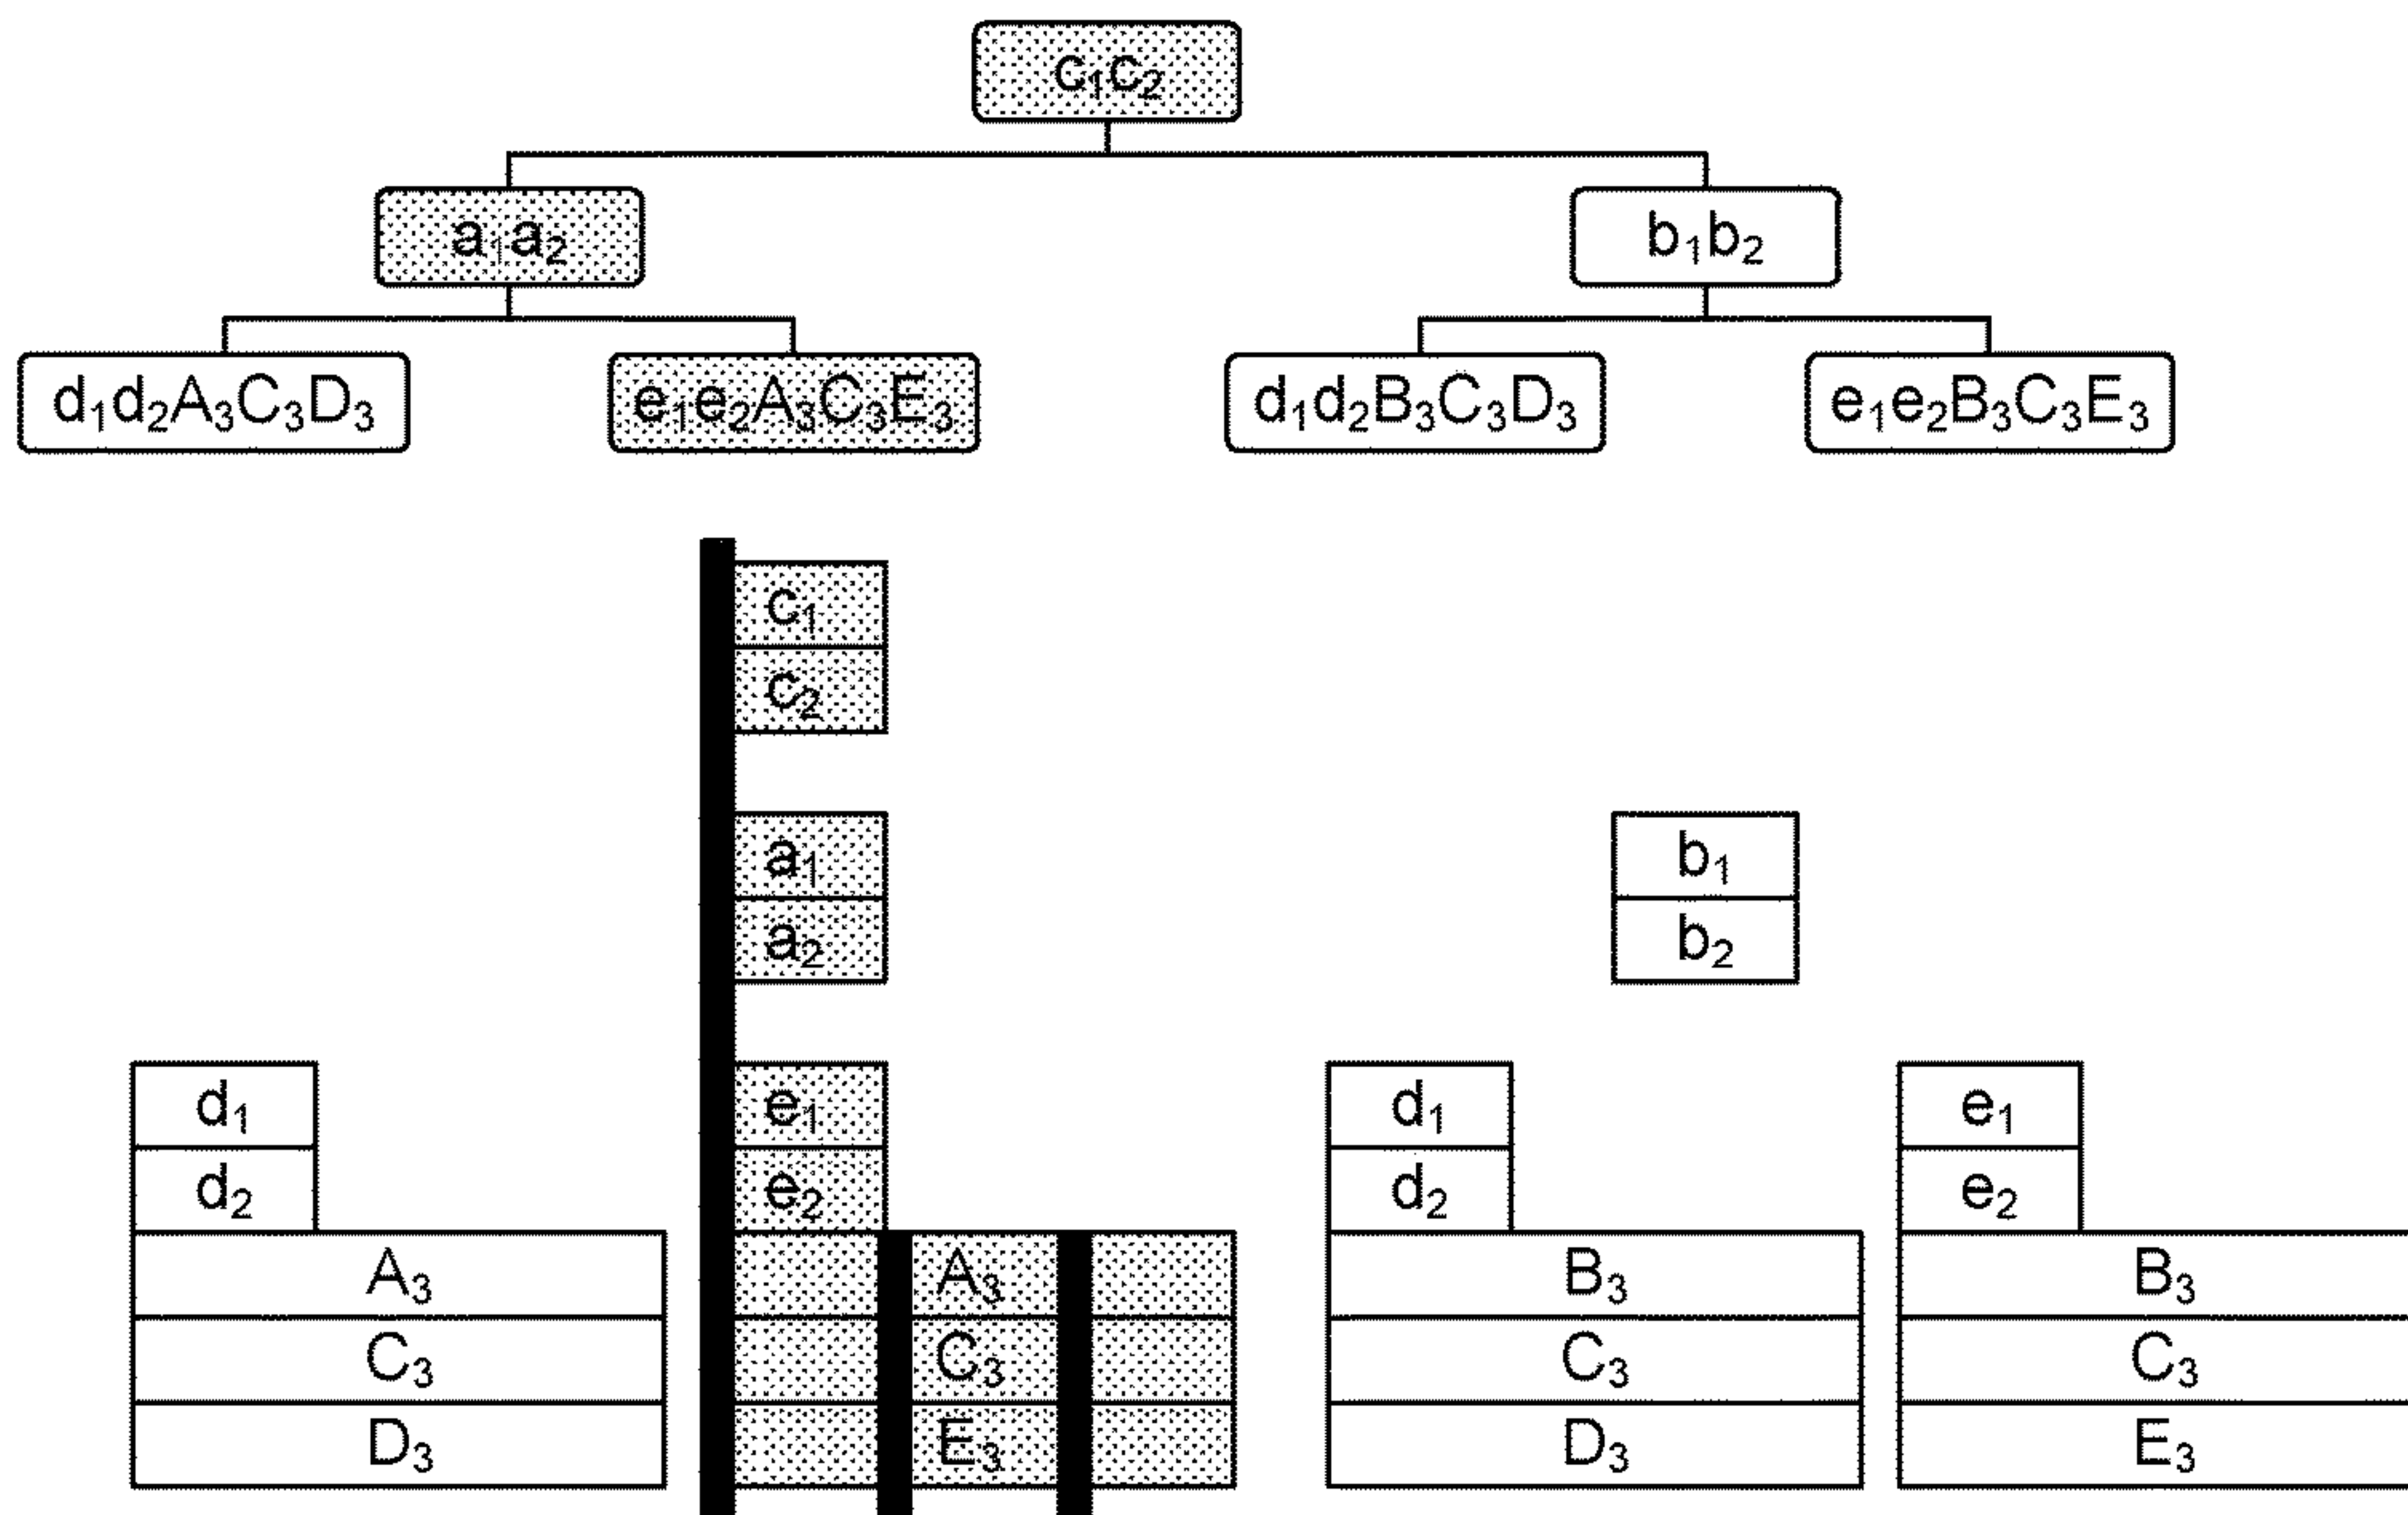 c₁c₂
a₁a₂ b₁b₂
d₁d₂A₃C₃D₃ e₁e₂A₃C₃E₃ d₁d₂B₃C₃D₃ e₁e₂B₃C₃E₃
c₁
c₂
a₁ b₁
a₂ b₂
d₁ e₁ d₁ e₁
d₂ e₂ d₂ e₂
A₃ A₃ B₃ B₃
C₃ C₃ C₃ C₃
D₃ E₃ D₃ E₃